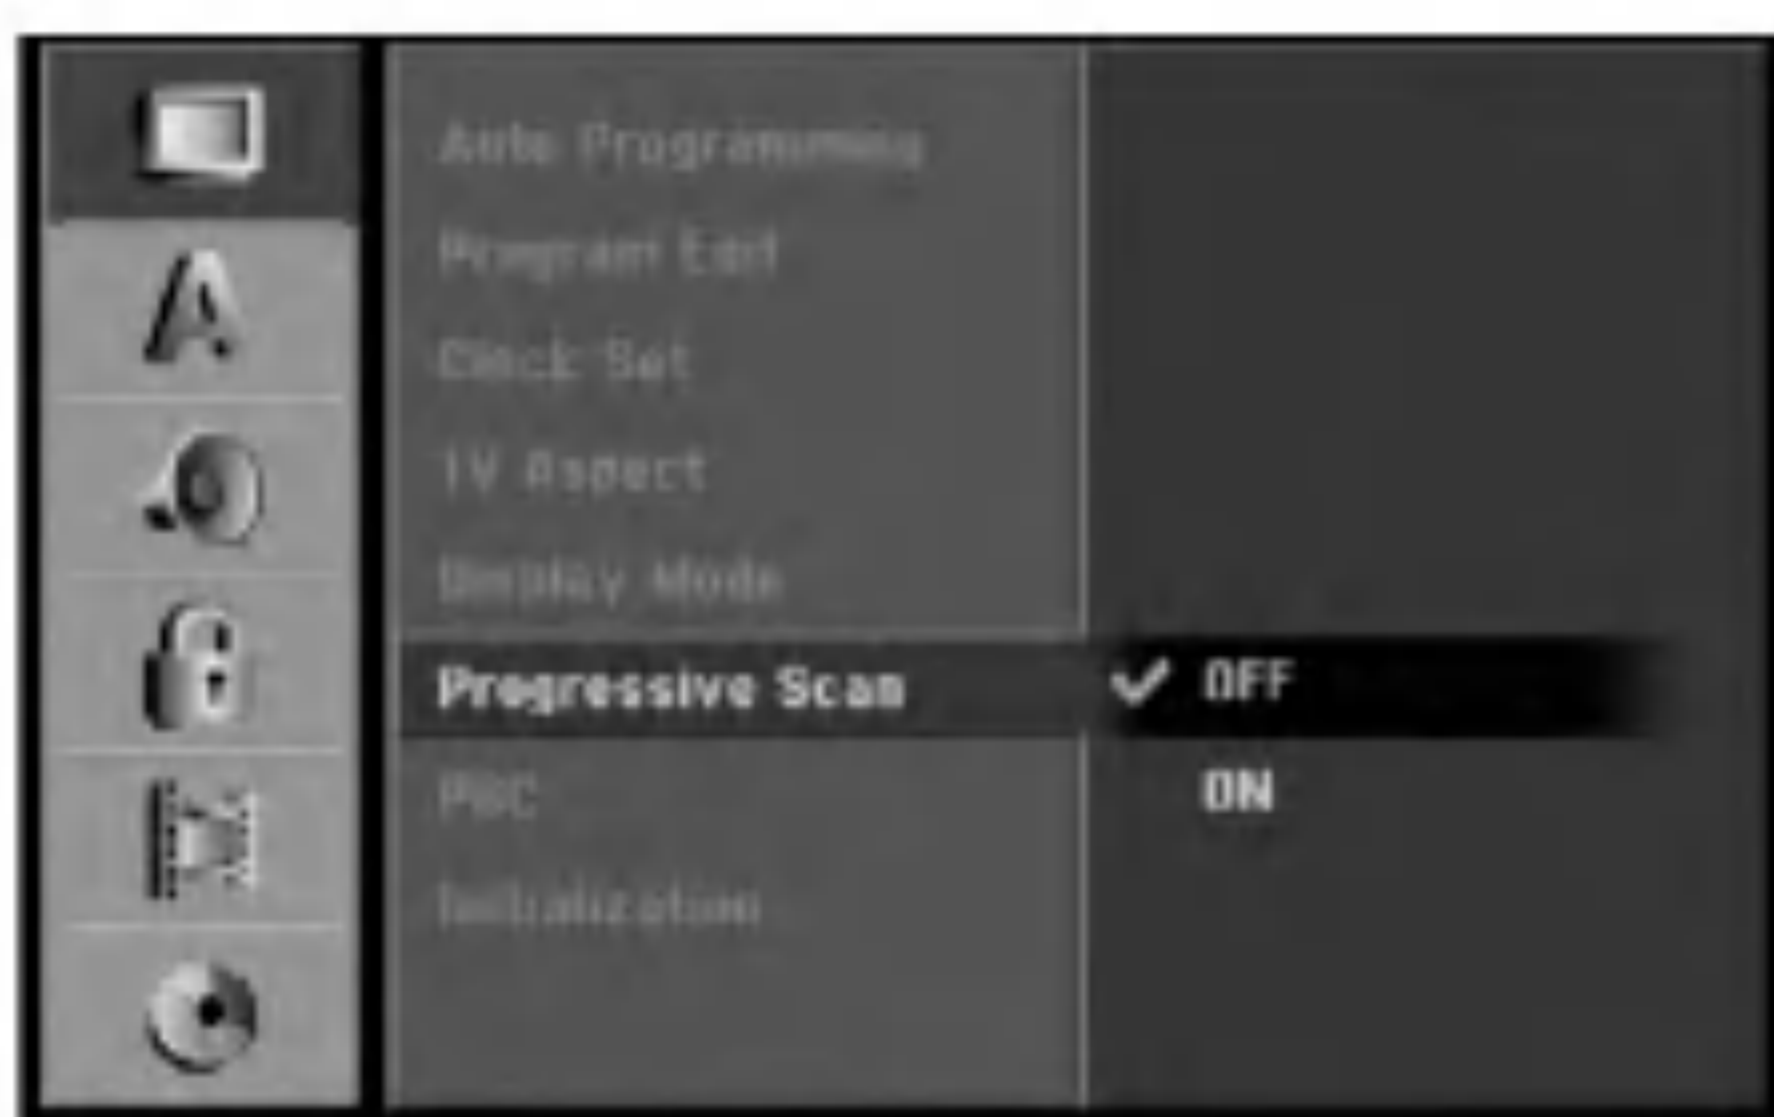 Auto Programming
Program Edit
Clock Set
TV Aspect
Display Mode
Progressive Scan
OFF
ON
PBC
Initialization